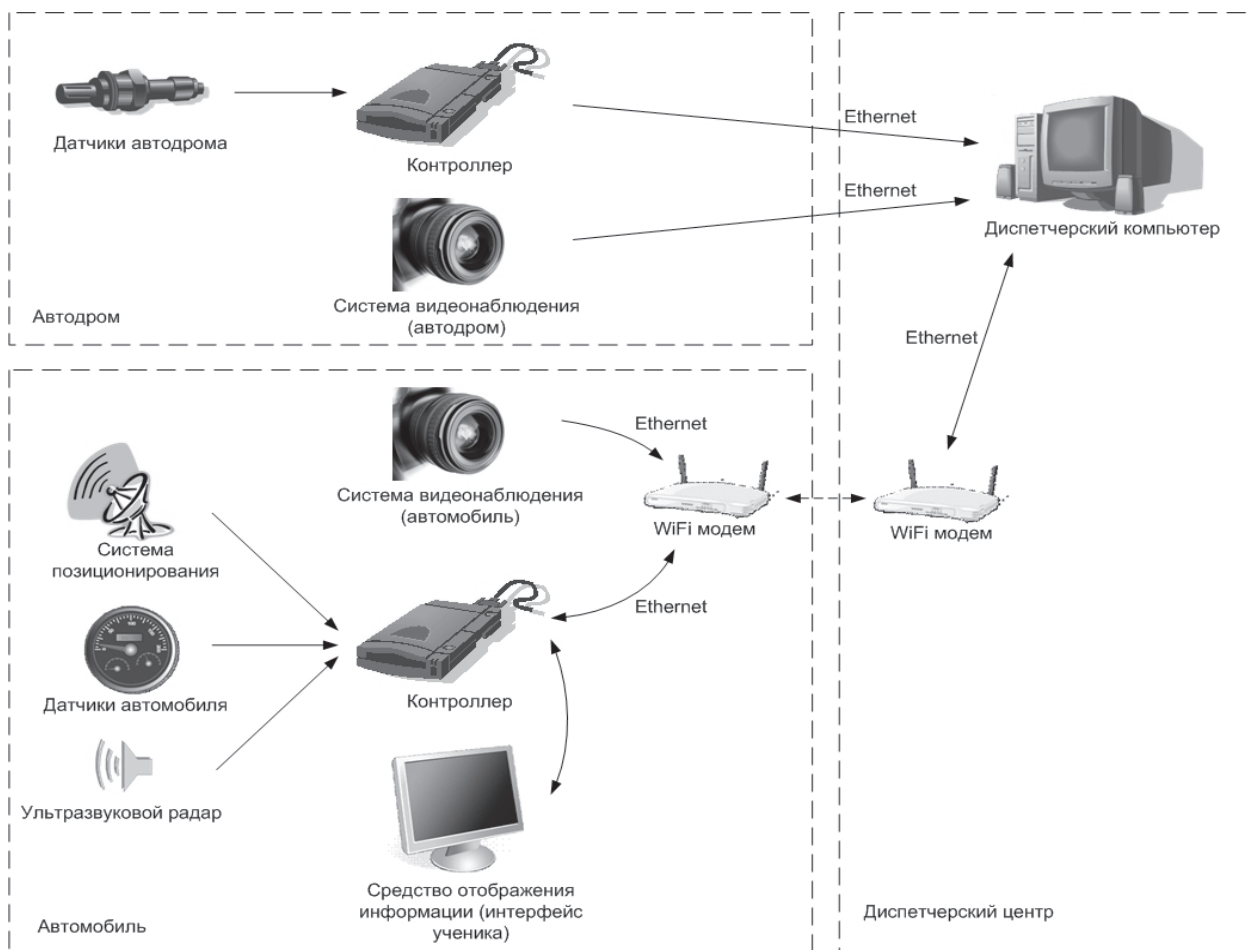 Датчики автодрома
Контроллер
Система видеонаблюдения
(автодром)
Автодром
Ethernet
Ethernet
Диспетчерский компьютер
Ethernet
WiFi модем
Диспетчерский центр
Система видеонаблюдения
(автомобиль)
Ethernet
WiFi модем
Система
позиционирования
Ethernet
Датчики автомобиля
Контроллер
Ультразвуковой радар
Средство отображения
информации (интерфейс
ученика)
Автомобиль